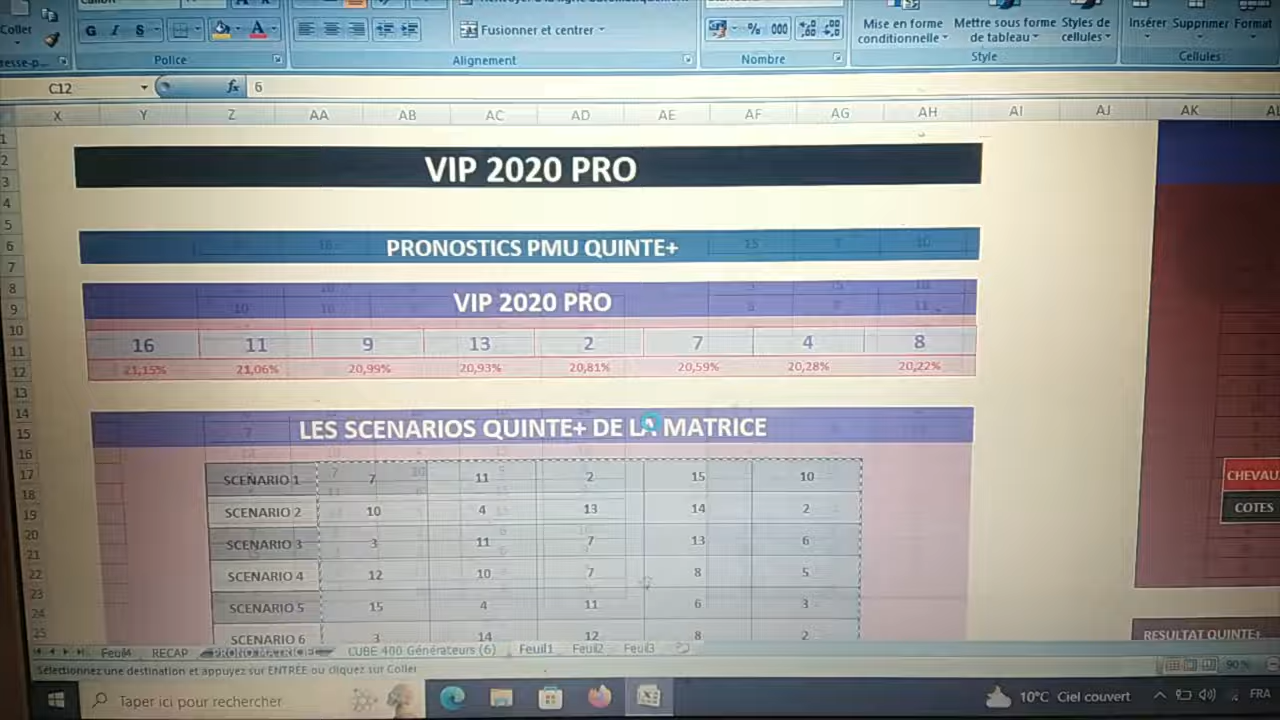 Coller
G I S
Fusionner et centrer
% 000
Mise en forme conditionnelle
Mettre sous forme de tableau
Styles de cellules
Insérer Supprimer Format
Police Alignement Nombre Style Cellules
C12 fx 6
X Y Z AA AB AC AD AE AF AG AH AI AJ AK
VIP 2020 PRO
PRONOSTICS PMU QUINTE+
VIP 2020 PRO
16 11 9 13 2 7 4 8
21,15% 21,06% 20,99% 20,93% 20,81% 20,59% 20,28% 20,22%
LES SCENARIOS QUINTE+ DE LA MATRICE
SCENARIO 1 7 11 2 15 10
SCENARIO 2 10 4 13 14 2
SCENARIO 3 3 11 7 13 6
SCENARIO 4 12 10 7 8 5
SCENARIO 5 15 4 11 6 3
SCENARIO 6 3 14 12 8 2
CHEVAU
COTES
RESULTAT QUINTE+
Feuil4 RECAP PRONO MATRICE CUBE 400 Générateurs (6) Feuil1 Feuil2 Feuil3
Sélectionnez une destination et appuyez sur ENTRÉE ou cliquez sur Coller
90 %
Taper ici pour rechercher
10°C Ciel couvert
FRA